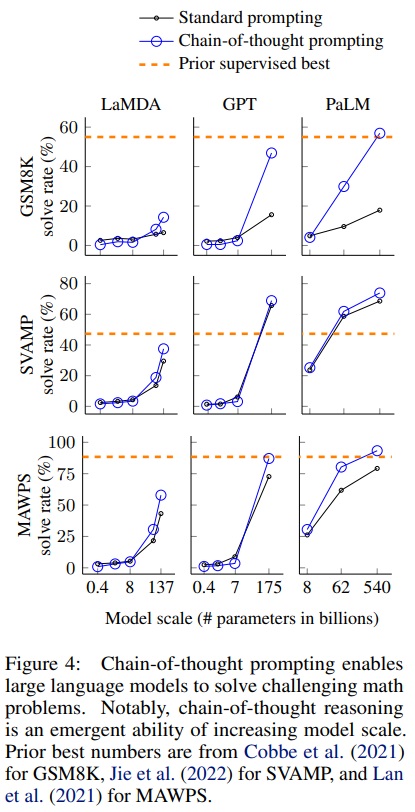 Standard prompting
Chain-of-thought prompting
Prior supervised best
LaMDA GPT PaLM
GSM8K
solve rate (%)
60
40
20
0
SVAMP
solve rate (%)
80
60
40
20
0
MAWPS
solve rate (%)
100
75
50
25
0
0.4 8 137 0.4 7 175 8 62 540
Model scale (# parameters in billions)
Figure 4: Chain-of-thought prompting enables
large language models to solve challenging math
problems. Notably, chain-of-thought reasoning
is an emergent ability of increasing model scale.
Prior best numbers are from Cobbe et al. (2021)
for GSM8K, Jie et al. (2022) for SVAMP, and Lan
et al. (2021) for MAWPS.